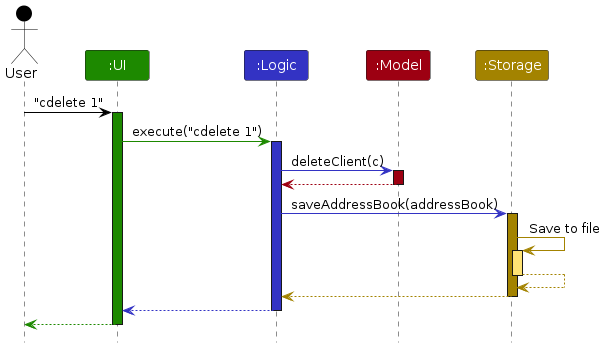 User
:UI
:Logic
:Model
:Storage
"cdelete 1"
execute("cdelete 1")
deleteClient(c)
saveAddressBook(addressBook)
Save to file